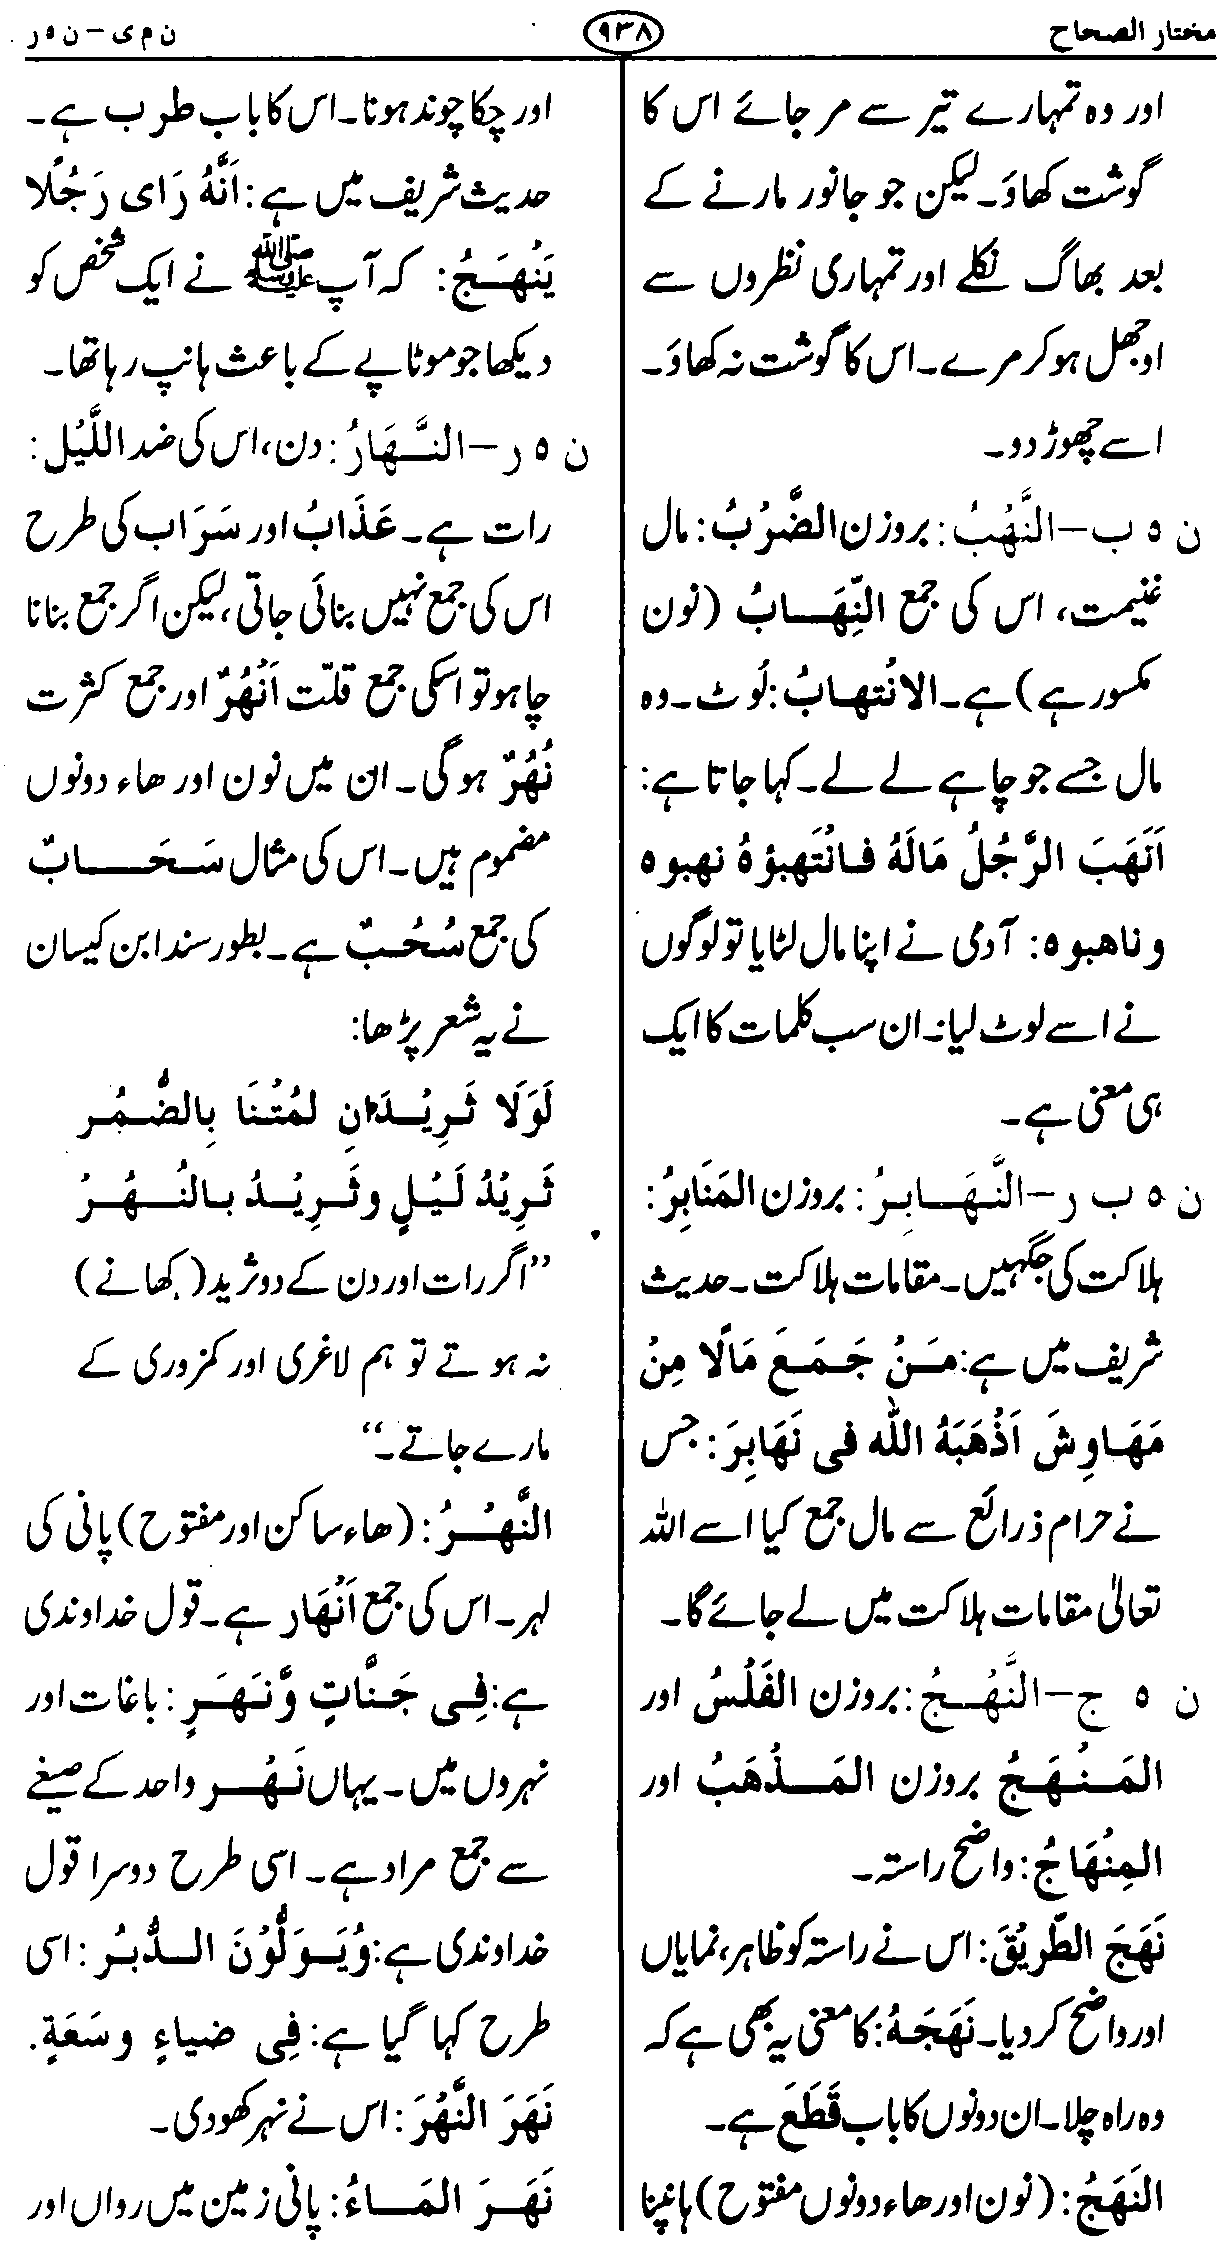 مختار الصحاح
۹۳۸
ن م ی – ن ہ ر
اور وہ تمہارے تیر سے مر جائے اس کا
گوشت کھاؤ۔ لیکن جو جانور مارنے کے
بعد بھاگ نکلے اور تمہاری نظروں سے
اوجھل ہو کر مرے۔ اس کا گوشت نہ کھاؤ۔
اسے چھوڑ دو۔
ن ہ ب – النَّهْبُ: بروزن الضَّرْبُ: مال
غنیمت، اس کی جمع النِّهَابُ (نون
مکسور ہے) ہے۔ الانْتِهابُ: لُوٹ۔ وہ
مال جسے جو چاہے لے لے۔ کہا جاتا ہے:
اَنْهَبَ الرَّجُلُ مَالَهُ فانْتَهبُوْهُ نهبوه
و ناهبوه: آدمی نے اپنا مال لٹایا تو لوگوں
نے اسے لوٹ لیا۔ ان سب کلمات کا ایک
ہی معنی ہے۔
ن ہ ب ر – النَّهَابِرُ: بروزن المَنَابِرُ:
ہلاکت کی جگہیں۔ مقامات ہلاکت۔ حدیث
شریف میں ہے: مَنْ جَمَعَ مَالًا مِنْ
مَهَاوِشَ اَذْهَبَهُ اللّٰه فی نَهَابِرَ: جس
نے حرام ذرائع سے مال جمع کیا اسے اللہ
تعالیٰ مقامات ہلاکت میں لے جائے گا۔
ن ہ ج – النَّهْجُ: بروزن الفَلْسُ اور
المَنْهَجُ بروزن المَذْهَبُ اور
المِنْهَاجُ: واضح راستہ۔
نَهَجَ الطَّرِيْقَ: اس نے راستہ کو ظاہر، نمایاں
اور واضح کر دیا۔ نَهَجَهُ: کا معنی یہ بھی ہے کہ
وہ راہ چلا۔ ان دونوں کا باب قَطَعَ ہے۔
النَهَجُ: (نون اور ھاء دونوں مفتوح) ہانپنا
اور چکا چوند ہونا۔ اس کا باب طرب ہے۔
حدیث شریف میں ہے: اَنَّهُ رَای رَجُلًا
يَنْهَجُ: کہ آپ ﷺ نے ایک شخص کو
دیکھا جو موٹاپے کے باعث ہانپ رہا تھا۔
ن ہ ر – النَّهَارُ: دن، اس کی ضد اللَّيْل:
رات ہے۔ عَذَابٌ اور سَرَاب کی طرح
اس کی جمع نہیں بنائی جاتی، لیکن اگر جمع بنانا
چاہو تو اسکی جمع قلّت اَنْهُرٌ اور جمع کثرت
نُهُرٌ ہو گی۔ ان میں نون اور ھاء دونوں
مضموم ہیں۔ اس کی مثال سَحَابٌ
کی جمع سُحُبٌ ہے۔ بطور سند ابن کیسان
نے یہ شعر پڑھا:
لَوَلَا ثَرِيْدَانِ لَمُتْنَا بِالضُّمُر
ثَرِيْدُ لَيْلٍ وثَرِيْدُ بالنُهُرْ
”اگر رات اور دن کے دو ثرید (کھانے)
نہ ہوتے تو ہم لاغری اور کمزوری کے
مارے جاتے۔“
النَّهْرُ: (ھاء ساکن اور مفتوح) پانی کی
لہر۔ اس کی جمع اَنْهَار ہے۔ قول خداوندی
ہے: فِی جَنَّاتٍ وَّنَهَرٍ: باغات اور
نہروں میں۔ یہاں نَهْر واحد کے صیغے
سے جمع مراد ہے۔ اسی طرح دوسرا قول
خداوندی ہے: وُيَوَلُّوْنَ الدُّبُرُ: اسی
طرح کہا گیا ہے: فِی ضیاءٍ وسَعَةٍ.
نَهَرَ النَّهْرَ: اس نے نہر کھودی۔
نَهَرَ المَاءُ: پانی زمین میں رواں اور